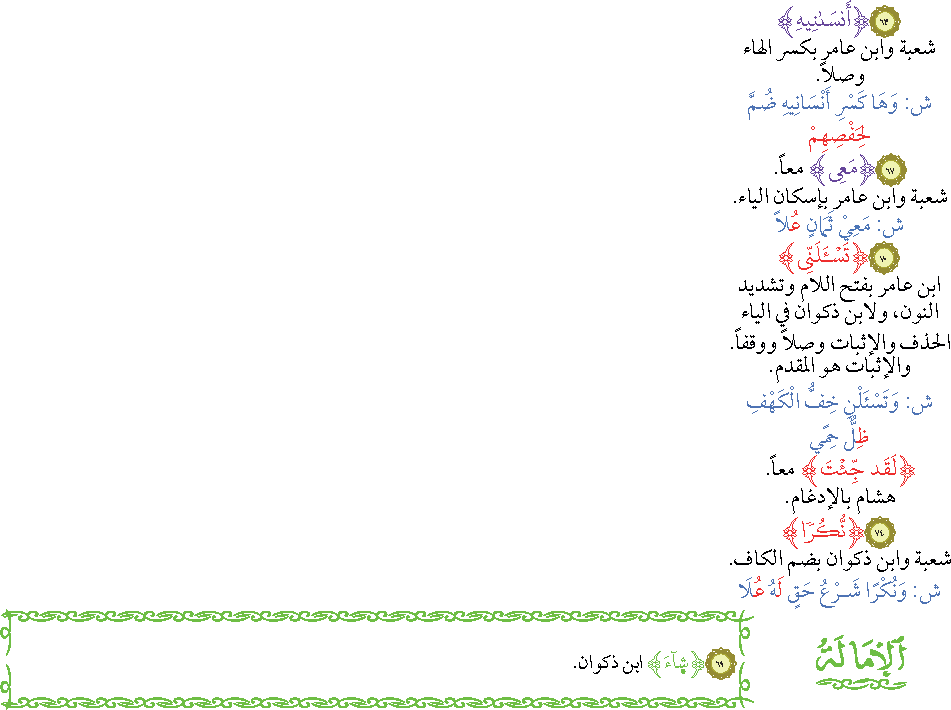 ٦٣ ﴿أَنسَىٰنِيهِ﴾
شعبة وابن عامر بكسر الهاء
وصلاً.
ش: وَهَا كَسْرِ أَنْسَانِيهِ ضُمَّ
لِحَفْصِهِمْ
٦٧ ﴿مَعِى﴾ معاً.
شعبة وابن عامر بإسكان الياء.
ش: مَعِيْ ثَمَانٍ عُلاً
٧٠ ﴿تَسْـَٔلَنِّى﴾
ابن عامر بفتح اللام وتشديد
النون، ولابن ذكوان في الياء
الحذف والإثبات وصلاً ووقفاً.
والإثبات هو المقدم.
ش: وَتَسْئَلْنِ خِفُّ الْكَهْفِ
ظِلٌّ حِمًي
﴿لَقَد جِّئْتَ﴾ معاً.
هشام بالإدغام.
٧٤ ﴿نُّكُرًا﴾
شعبة وابن ذكوان بضم الكاف.
ش: وَنُكْرًا شَرْعُ حَقٍ لَهُ عُلَا
ٱلْإِمَالَةُ
٦٩ ﴿شَآءَ﴾ ابن ذكوان.